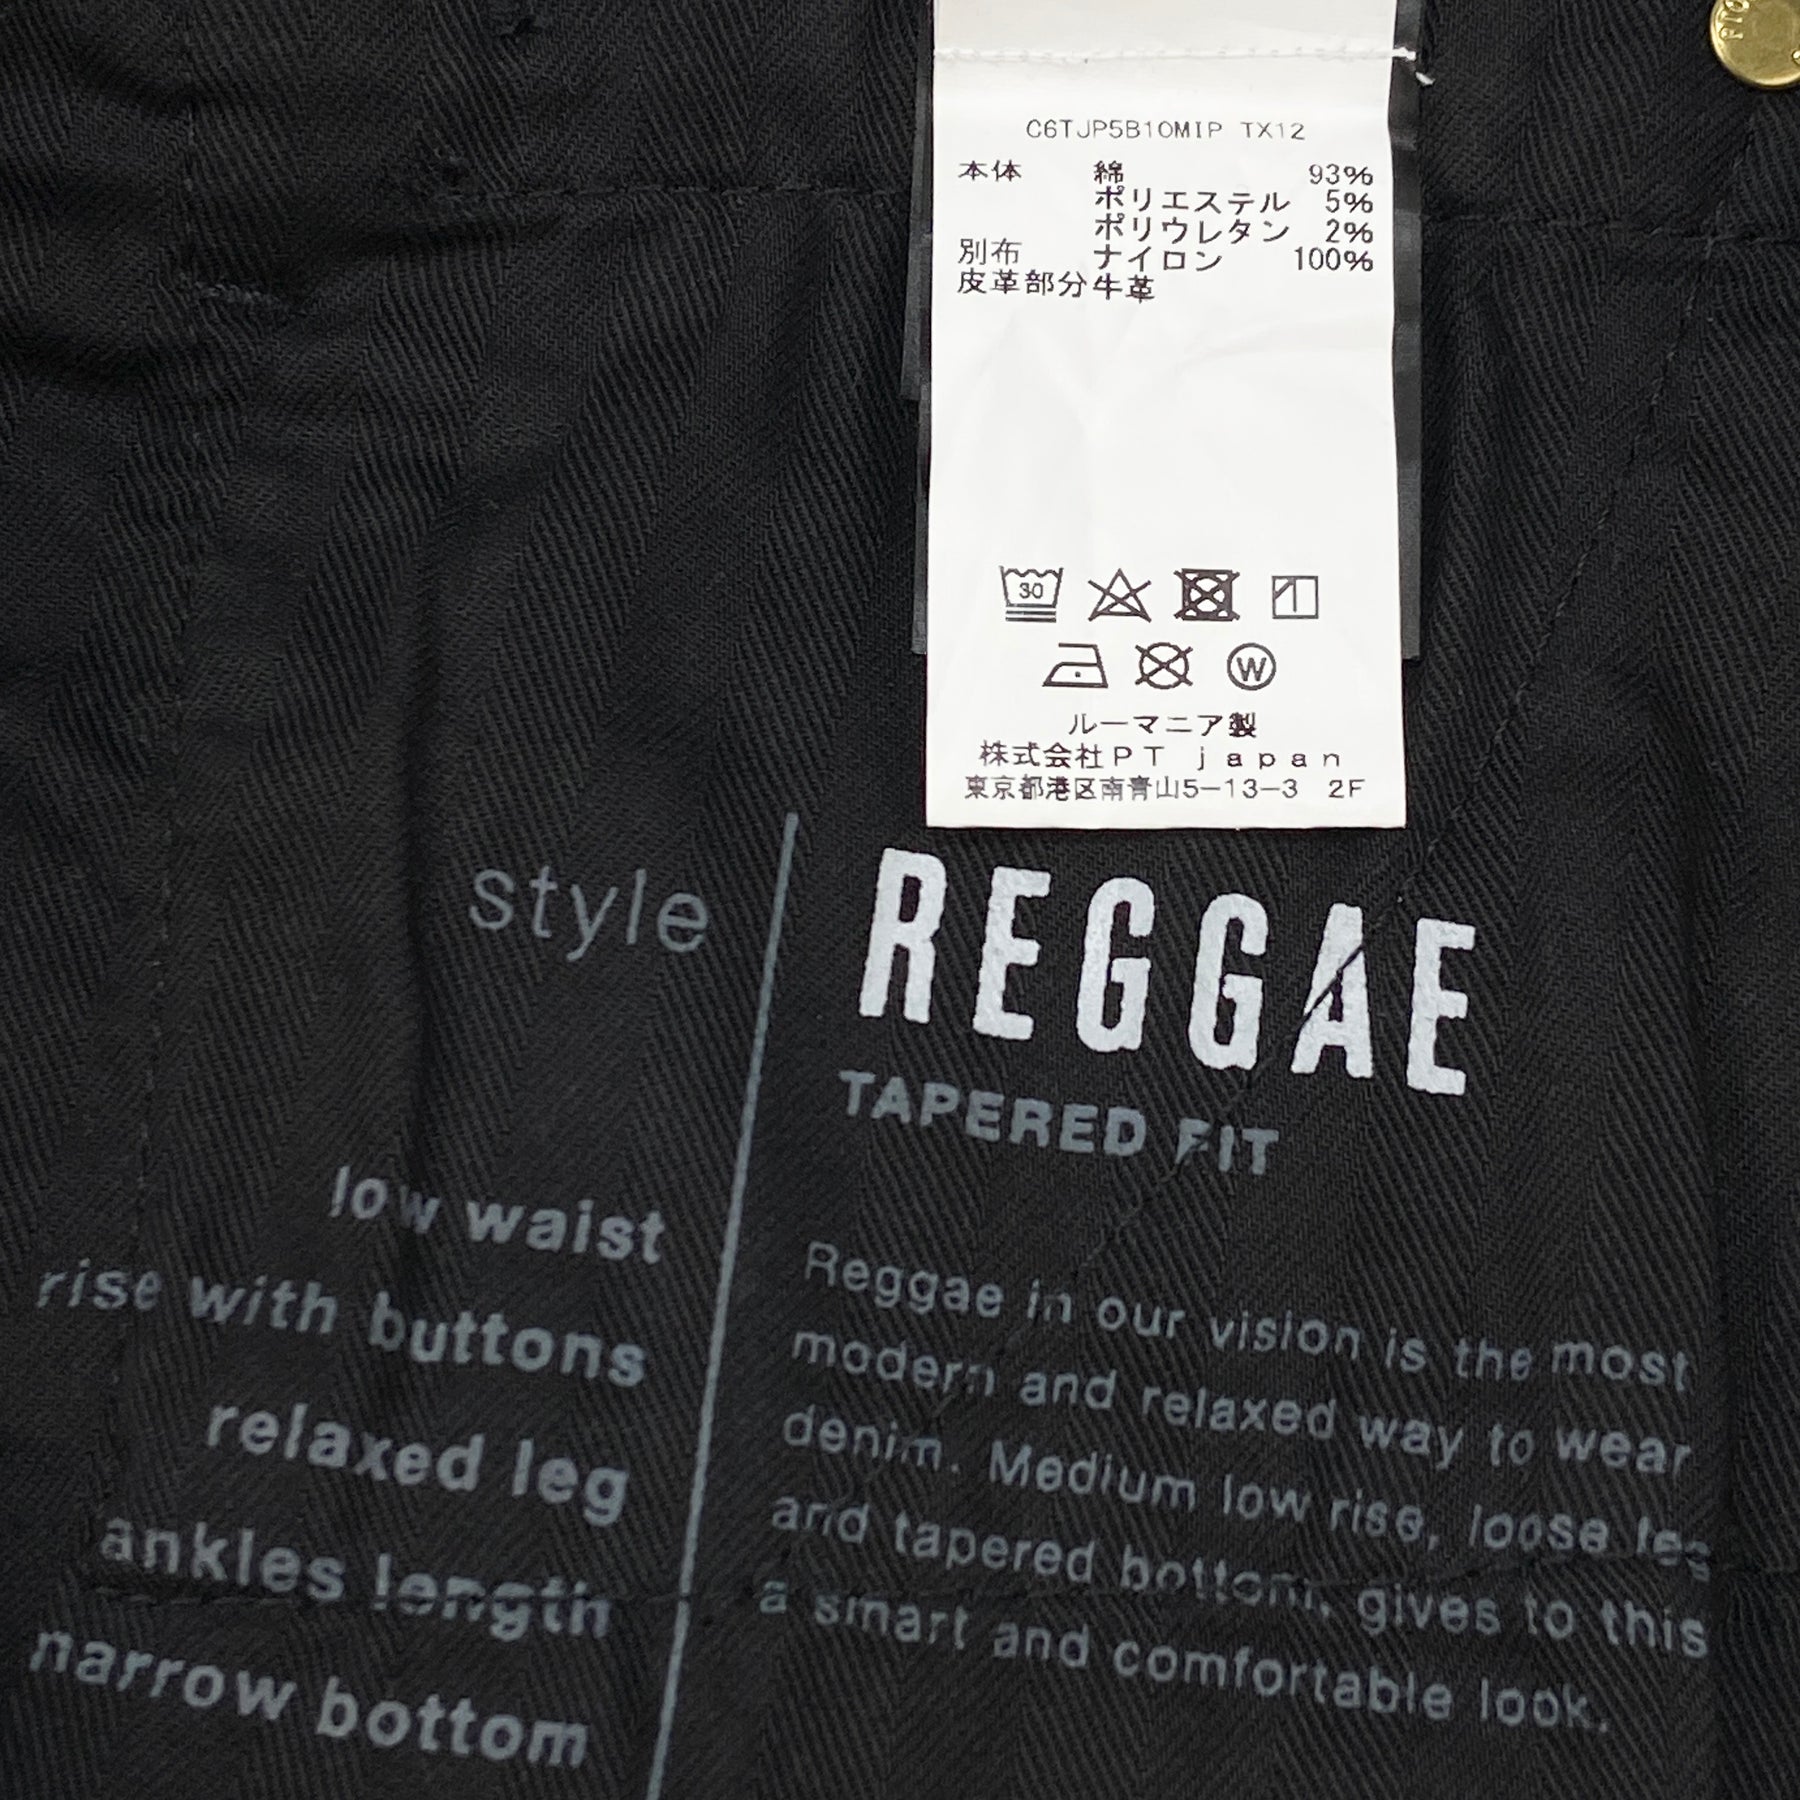 C6TJP5B10MIP TX12
本体 綿 93%
ポリエステル 5%
ポリウレタン 2%
別布 ナイロン 100%
皮革部分牛革
30
W
ルーマニア製
株式会社PT japan
東京都港区南青山5-13-3 2F
style
REGGAE
TAPERED FIT
low waist
rise with buttons
relaxed leg
ankles length
narrow bottom
Reggae in our vision is the most
modern and relaxed way to wear
denim. Medium low rise, loose leg
and tapered bottom, gives to this
a smart and comfortable look.